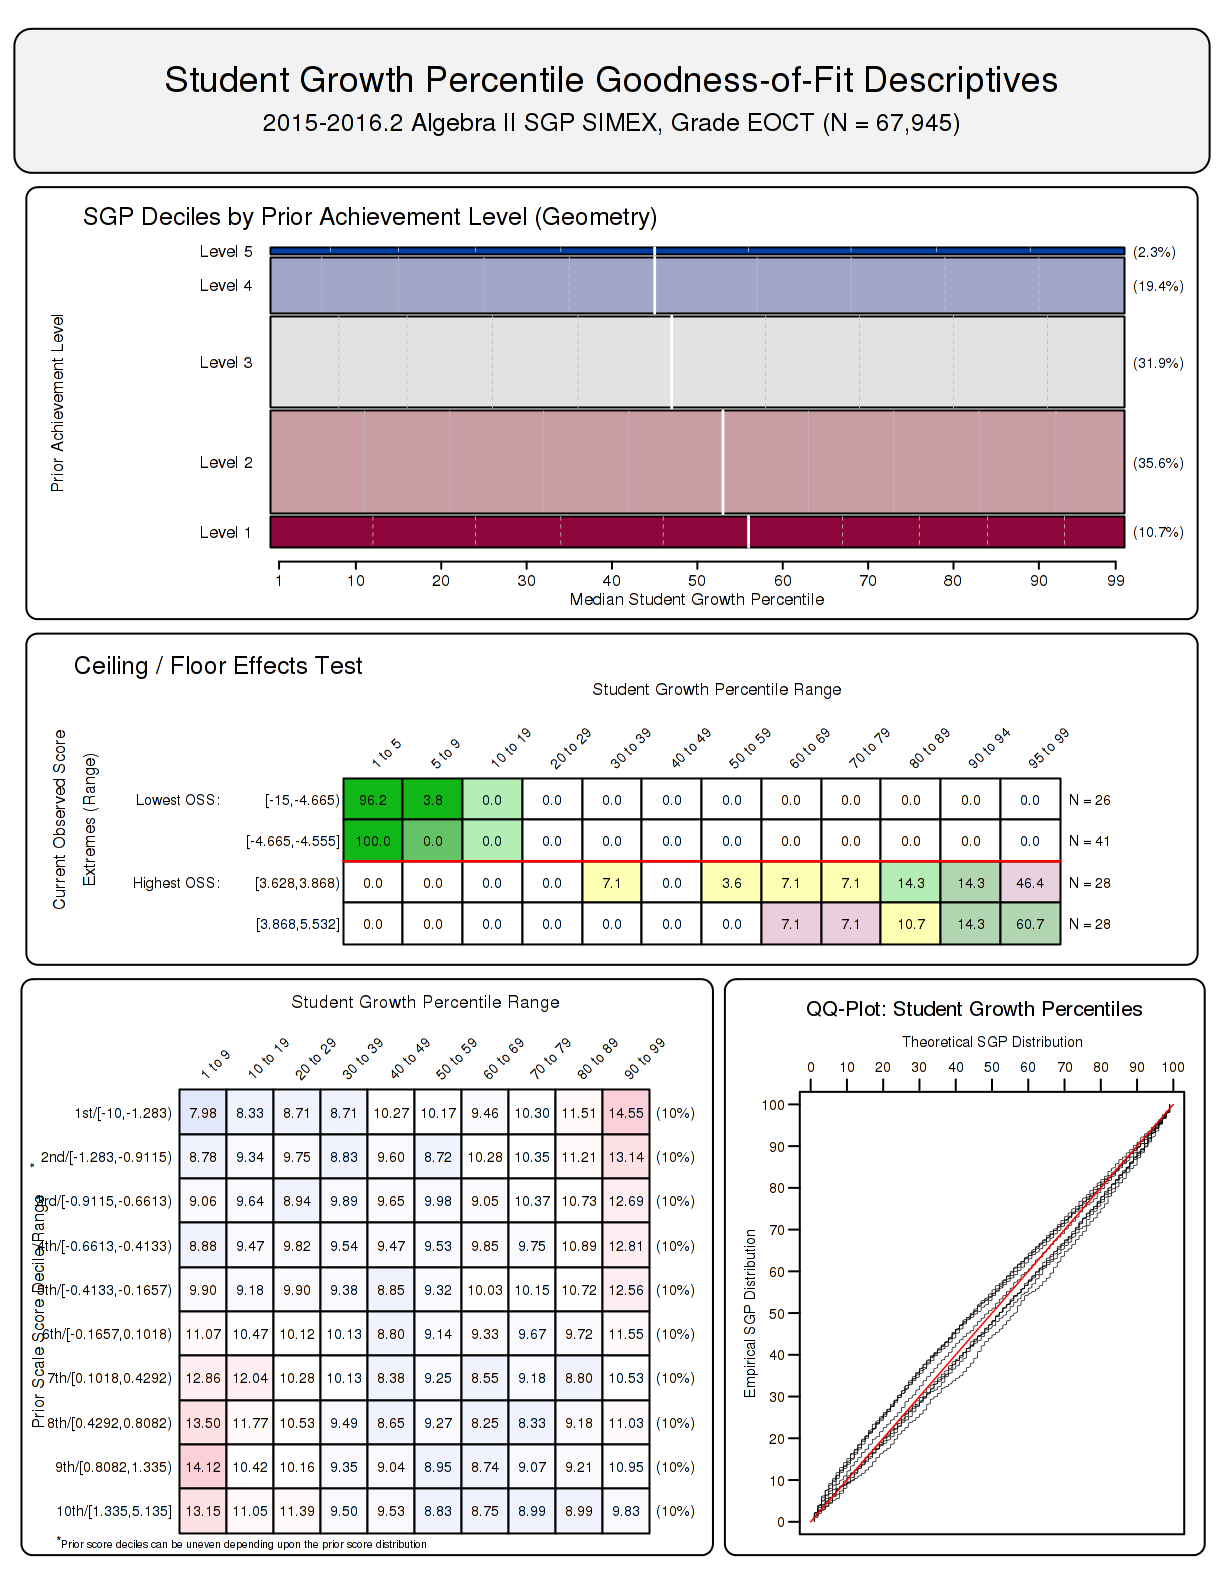 Student Growth Percentile Goodness-of-Fit Descriptives
2015-2016.2 Algebra II SGP SIMEX, Grade EOCT (N = 67,945)
SGP Deciles by Prior Achievement Level (Geometry)
Prior Achievement Level
Level 5 (2.3%)
Level 4 (19.4%)
Level 3 (31.9%)
Level 2 (35.6%)
Level 1 (10.7%)
1 10 20 30 40 50 60 70 80 90 99
Median Student Growth Percentile
Ceiling / Floor Effects Test
Student Growth Percentile Range
Current Observed Score
Extremes (Range)
1 to 5 5 to 9 10 to 19 20 to 29 30 to 39 40 to 49 50 to 59 60 to 69 70 to 79 80 to 89 90 to 94 95 to 99
Lowest OSS: [-15,-4.665) 96.2 3.8 0.0 0.0 0.0 0.0 0.0 0.0 0.0 0.0 0.0 0.0 N = 26
[-4.665,-4.555] 100.0 0.0 0.0 0.0 0.0 0.0 0.0 0.0 0.0 0.0 0.0 0.0 N = 41
Highest OSS: [3.628,3.868) 0.0 0.0 0.0 0.0 7.1 0.0 3.6 7.1 7.1 14.3 14.3 46.4 N = 28
[3.868,5.532] 0.0 0.0 0.0 0.0 0.0 0.0 0.0 7.1 7.1 10.7 14.3 60.7 N = 28
Student Growth Percentile Range
Prior Scale Score Decile/Range *
1 to 9 10 to 19 20 to 29 30 to 39 40 to 49 50 to 59 60 to 69 70 to 79 80 to 89 90 to 99
1st/[-10,-1.283) 7.98 8.33 8.71 8.71 10.27 10.17 9.46 10.30 11.51 14.55 (10%)
2nd/[-1.283,-0.9115) 8.78 9.34 9.75 8.83 9.60 8.72 10.28 10.35 11.21 13.14 (10%)
3rd/[-0.9115,-0.6613) 9.06 9.64 8.94 9.89 9.65 9.98 9.05 10.37 10.73 12.69 (10%)
4th/[-0.6613,-0.4133) 8.88 9.47 9.82 9.54 9.47 9.53 9.85 9.75 10.89 12.81 (10%)
5th/[-0.4133,-0.1657) 9.90 9.18 9.90 9.38 8.85 9.32 10.03 10.15 10.72 12.56 (10%)
6th/[-0.1657,0.1018) 11.07 10.47 10.12 10.13 8.80 9.14 9.33 9.67 9.72 11.55 (10%)
7th/[0.1018,0.4292) 12.86 12.04 10.28 10.13 8.38 9.25 8.55 9.18 8.80 10.53 (10%)
8th/[0.4292,0.8082) 13.50 11.77 10.53 9.49 8.65 9.27 8.25 8.33 9.18 11.03 (10%)
9th/[0.8082,1.335) 14.12 10.42 10.16 9.35 9.04 8.95 8.74 9.07 9.21 10.95 (10%)
10th/[1.335,5.135] 13.15 11.05 11.39 9.50 9.53 8.83 8.75 8.99 8.99 9.83 (10%)
*Prior score deciles can be uneven depending upon the prior score distribution
QQ-Plot: Student Growth Percentiles
Theoretical SGP Distribution
0 10 20 30 40 50 60 70 80 90 100
Empirical SGP Distribution
100
90
80
70
60
50
40
30
20
10
0